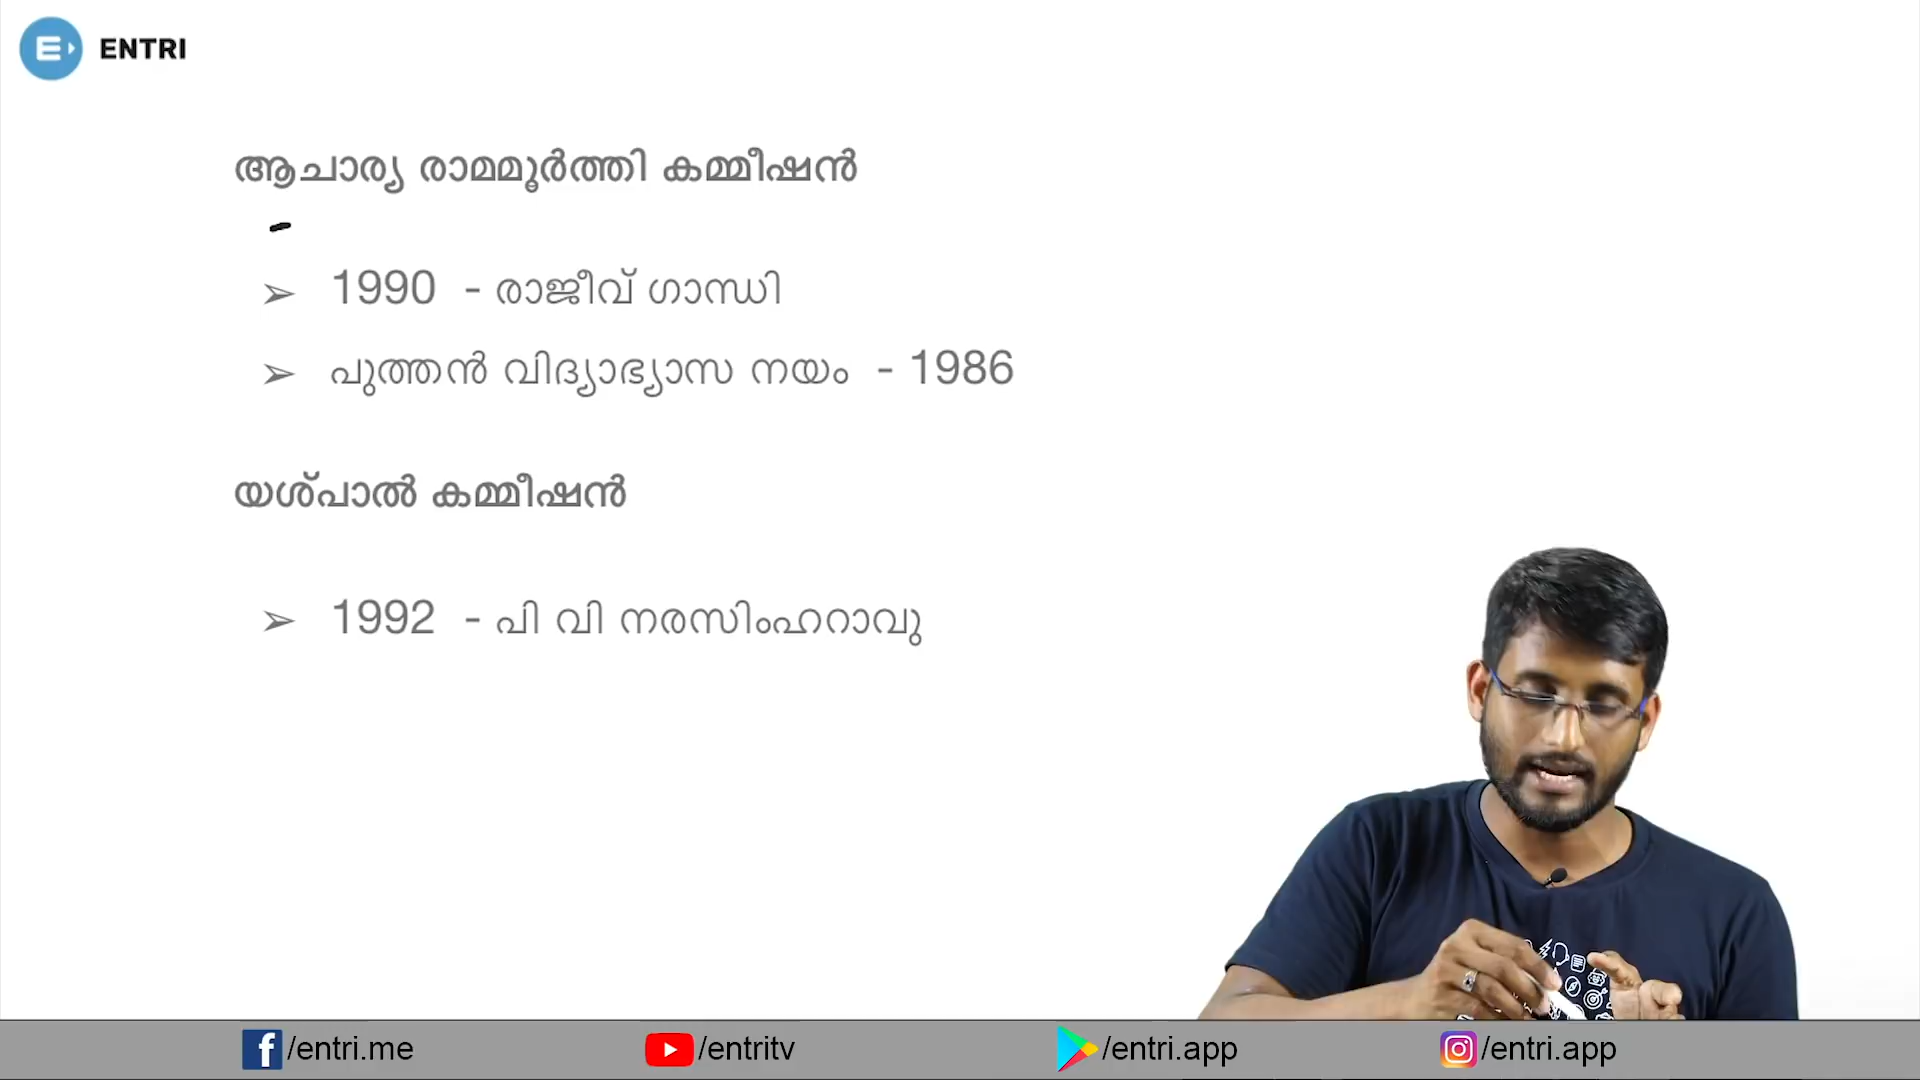 ENTRI
ആചാര്യ രാമമൂർത്തി കമ്മീഷൻ
➢ 1990 - രാജീവ് ഗാന്ധി
➢ പുത്തൻ വിദ്യാഭ്യാസ നയം - 1986
യശ്പാൽ കമ്മീഷൻ
➢ 1992 - പി വി നരസിംഹറാവു
/entri.me /entritv /entri.app /entri.app